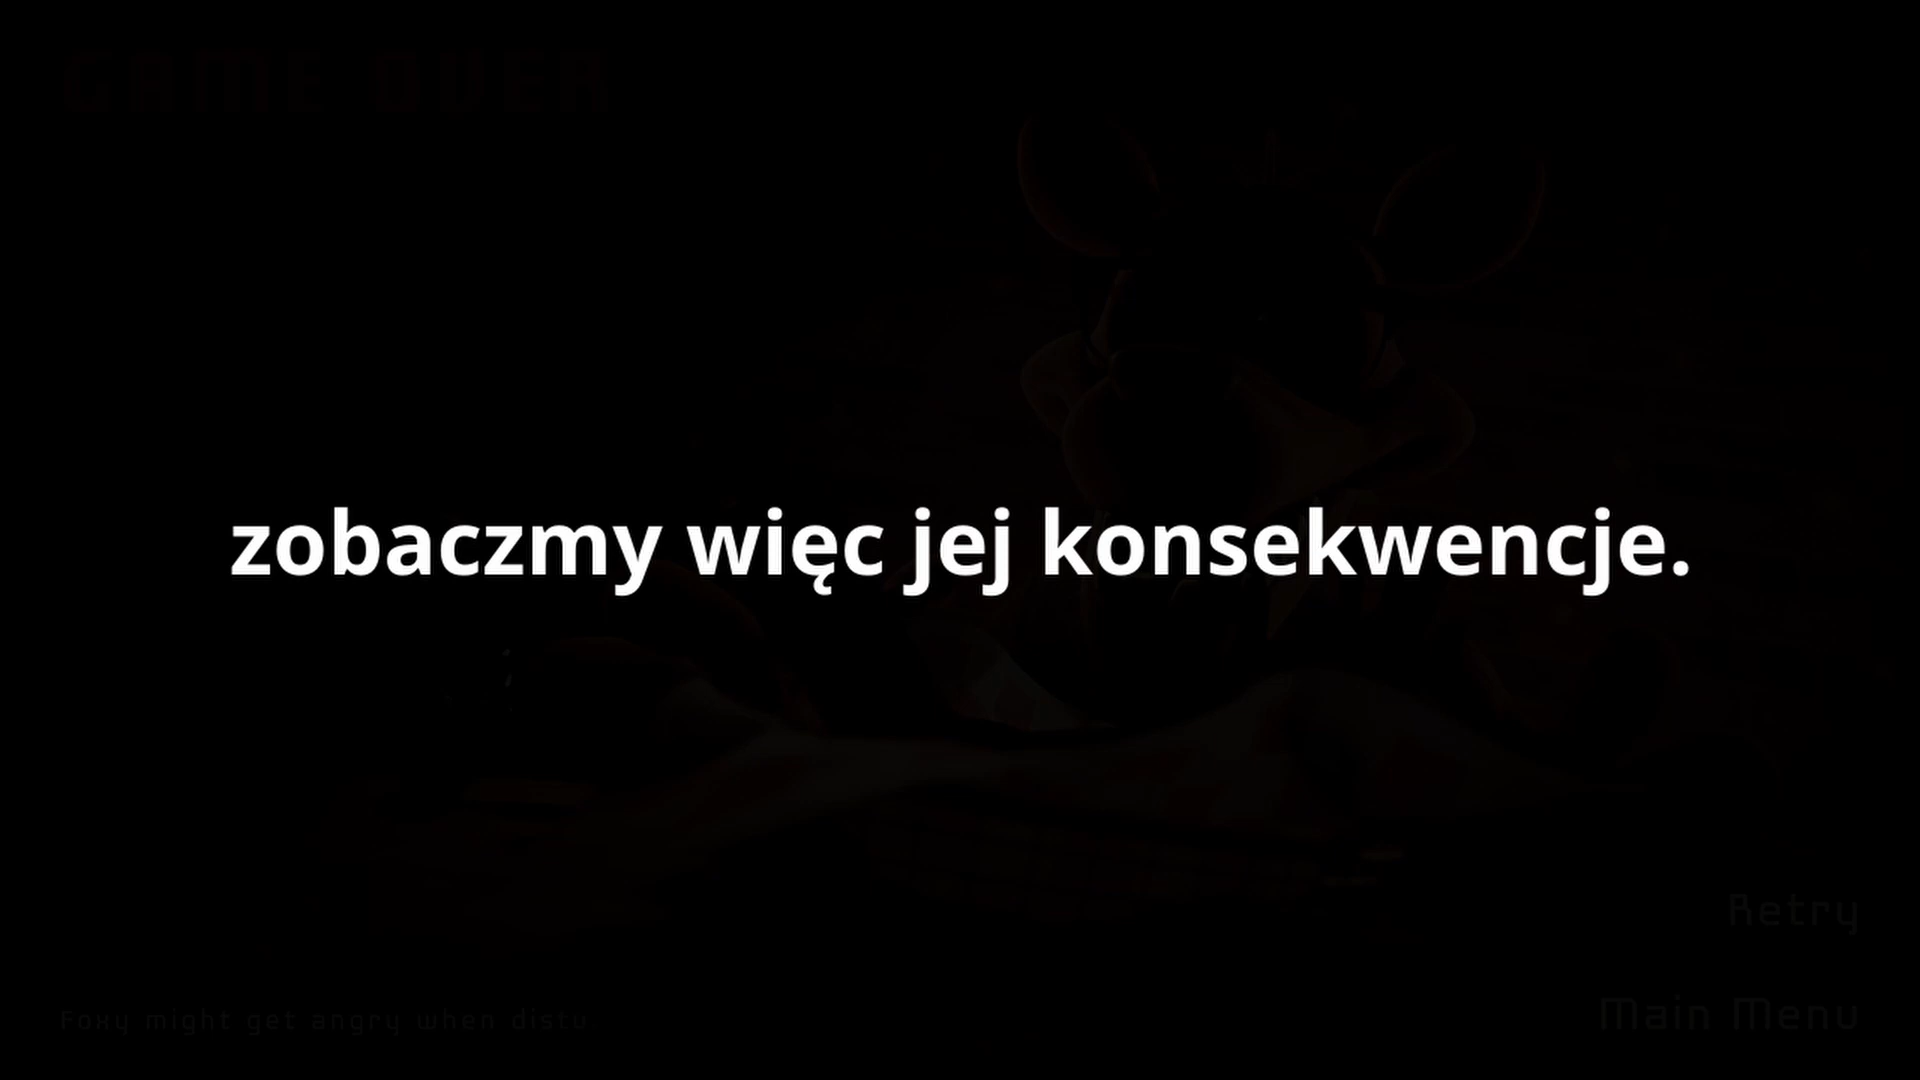 GAME OVER
zobaczmy więc jej konsekwencje.
Retry
Main Menu
Foxy might get angry when distu.